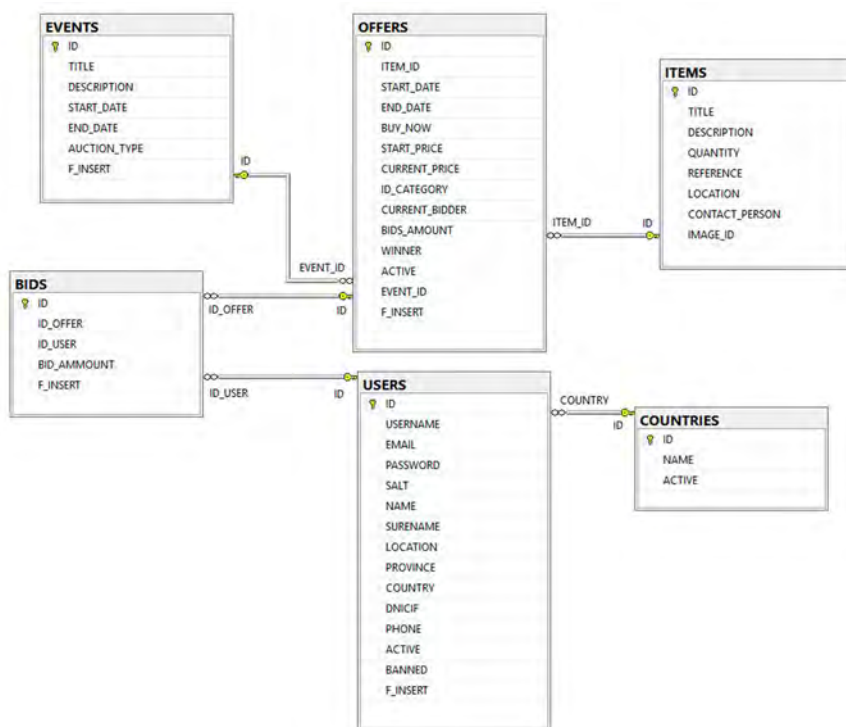 EVENTS
ID
TITLE
DESCRIPTION
START_DATE
END_DATE
AUCTION_TYPE
F_INSERT
ID
EVENT_ID
OFFERS
ID
ITEM_ID
START_DATE
END_DATE
BUY_NOW
START_PRICE
CURRENT_PRICE
ID_CATEGORY
CURRENT_BIDDER
BIDS_AMOUNT
WINNER
ACTIVE
EVENT_ID
F_INSERT
ITEM_ID
ID
ITEMS
ID
TITLE
DESCRIPTION
QUANTITY
REFERENCE
LOCATION
CONTACT_PERSON
IMAGE_ID
BIDS
ID
ID_OFFER
ID_USER
BID_AMMOUNT
F_INSERT
ID_OFFER
ID
ID_USER
ID
USERS
ID
USERNAME
EMAIL
PASSWORD
SALT
NAME
SURENAME
LOCATION
PROVINCE
COUNTRY
DNICIF
PHONE
ACTIVE
BANNED
F_INSERT
COUNTRY
ID
COUNTRIES
ID
NAME
ACTIVE